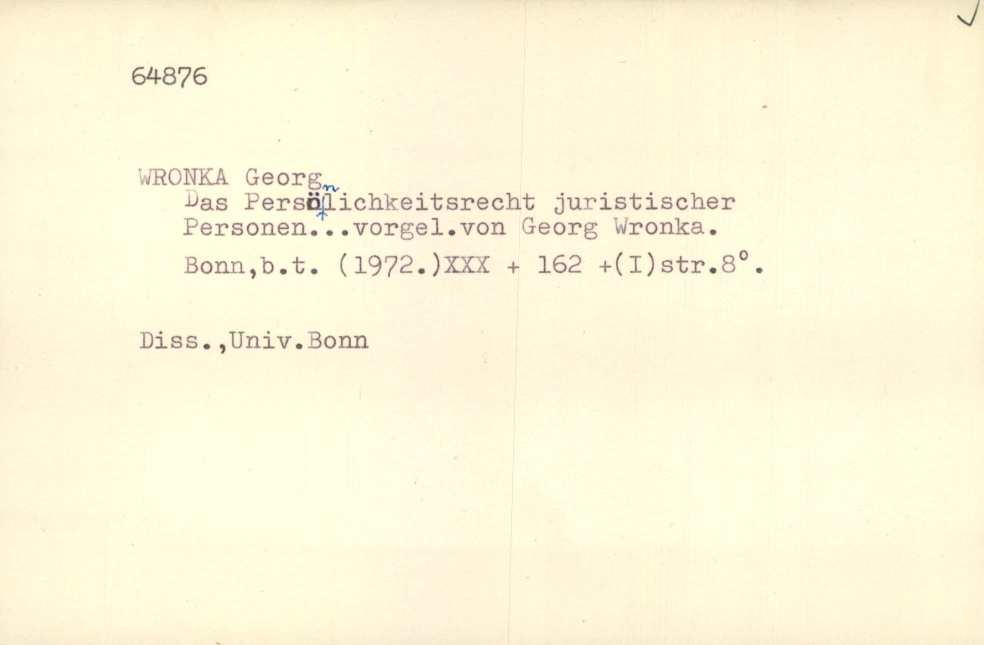 64876
WRONKA Georg
Das Persönlichkeitsrecht juristischer
Personen...vorgel.von Georg Wronka.
Bonn,b.t. (1972.)XXX + 162 +(I)str.8°.
Diss.,Univ.Bonn